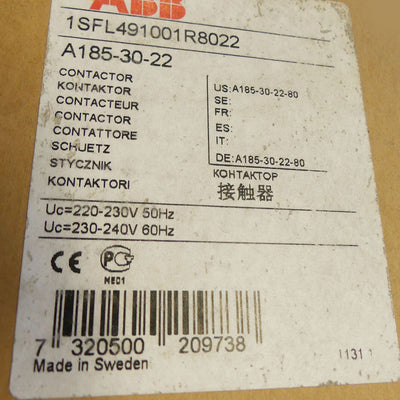 ABB
1SFL491001R8022
A185-30-22
CONTACTOR
KONTAKTOR
CONTACTEUR
CONTACTOR
CONTATTORE
SCHUETZ
STYCZNIK
KONTAKTORI
US:A185-30-22-80
SE:
FR:
ES:
IT:
DE:A185-30-22-80
КОНТАКТОР
接触器
Uc=220-230V 50Hz
Uc=230-240V 60Hz
CE
ME01
7 320500 209738
Made in Sweden